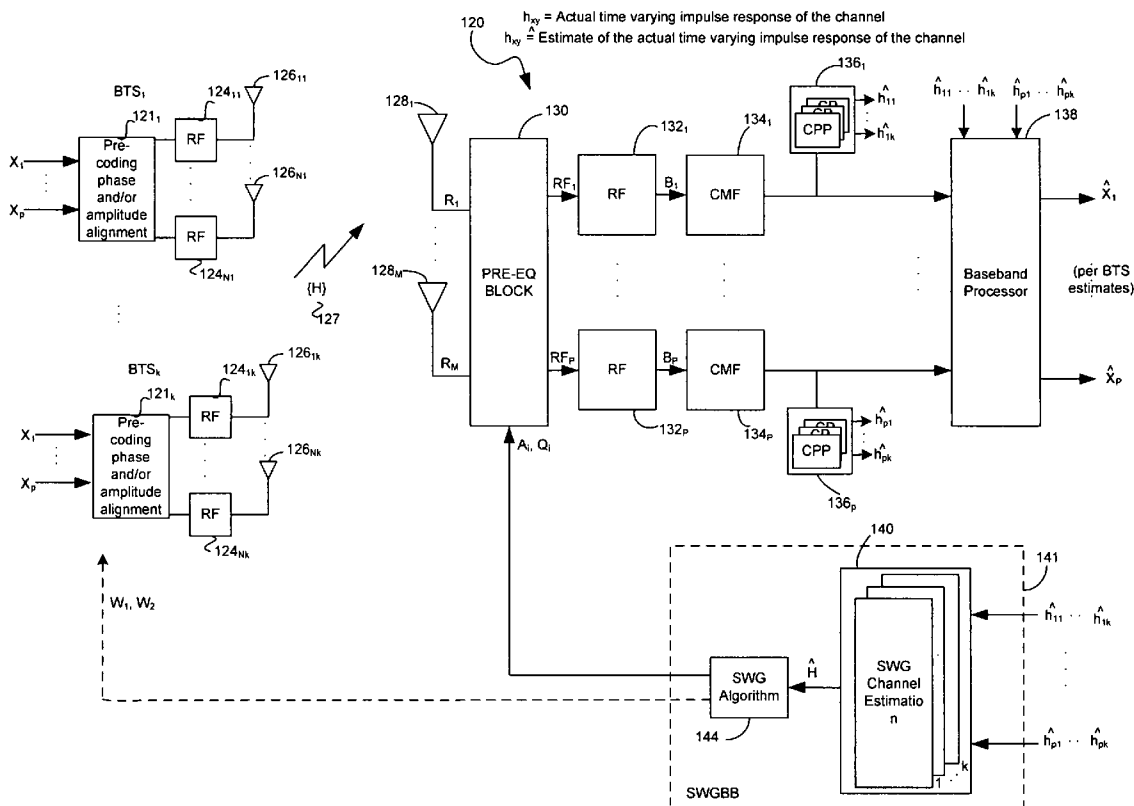 hxy = Actual time varying impulse response of the channel
ĥxy = Estimate of the actual time varying impulse response of the channel
120
BTS1
1211
12411
12611
X1
Xp
Pre-coding phase and/or amplitude alignment
RF
RF
126N1
124N1
{H}
127
BTSk
121k
1241k
1261k
X1
Xp
Pre-coding phase and/or amplitude alignment
RF
RF
126Nk
124Nk
W1, W2
1281
128M
R1
RM
130
PRE-EQ BLOCK
Ai, Qi
RF1
RFP
1321
RF
RF
132P
B1
BP
1341
CMF
CMF
134P
1361
CPP
ĥ11
ĥ1k
CPP
ĥp1
ĥpk
136p
ĥ11 ·· ĥ1k
ĥp1 ·· ĥpk
138
Baseband Processor
X̂1
(per BTS estimates)
X̂P
140
141
SWG Channel Estimation
1
k
ĥ11 ·· ĥ1k
ĥp1 ·· ĥpk
Ĥ
SWG Algorithm
144
SWGBB